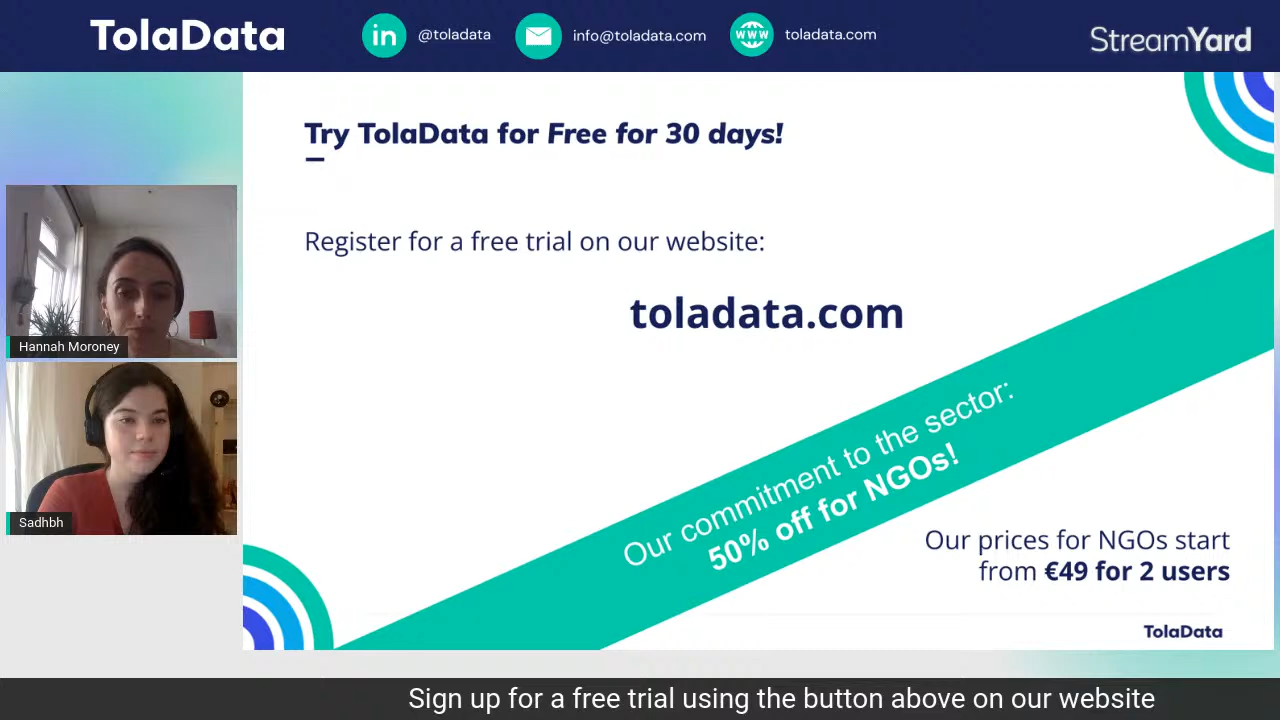 TolaData
@toladata
info@toladata.com
www
toladata.com
StreamYard
Try TolaData for Free for 30 days!
Register for a free trial on our website:
toladata.com
Our commitment to the sector:
50% off for NGOs!
Our prices for NGOs start
from €49 for 2 users
TolaData
Hannah Moroney
Sadhbh
Sign up for a free trial using the button above on our website